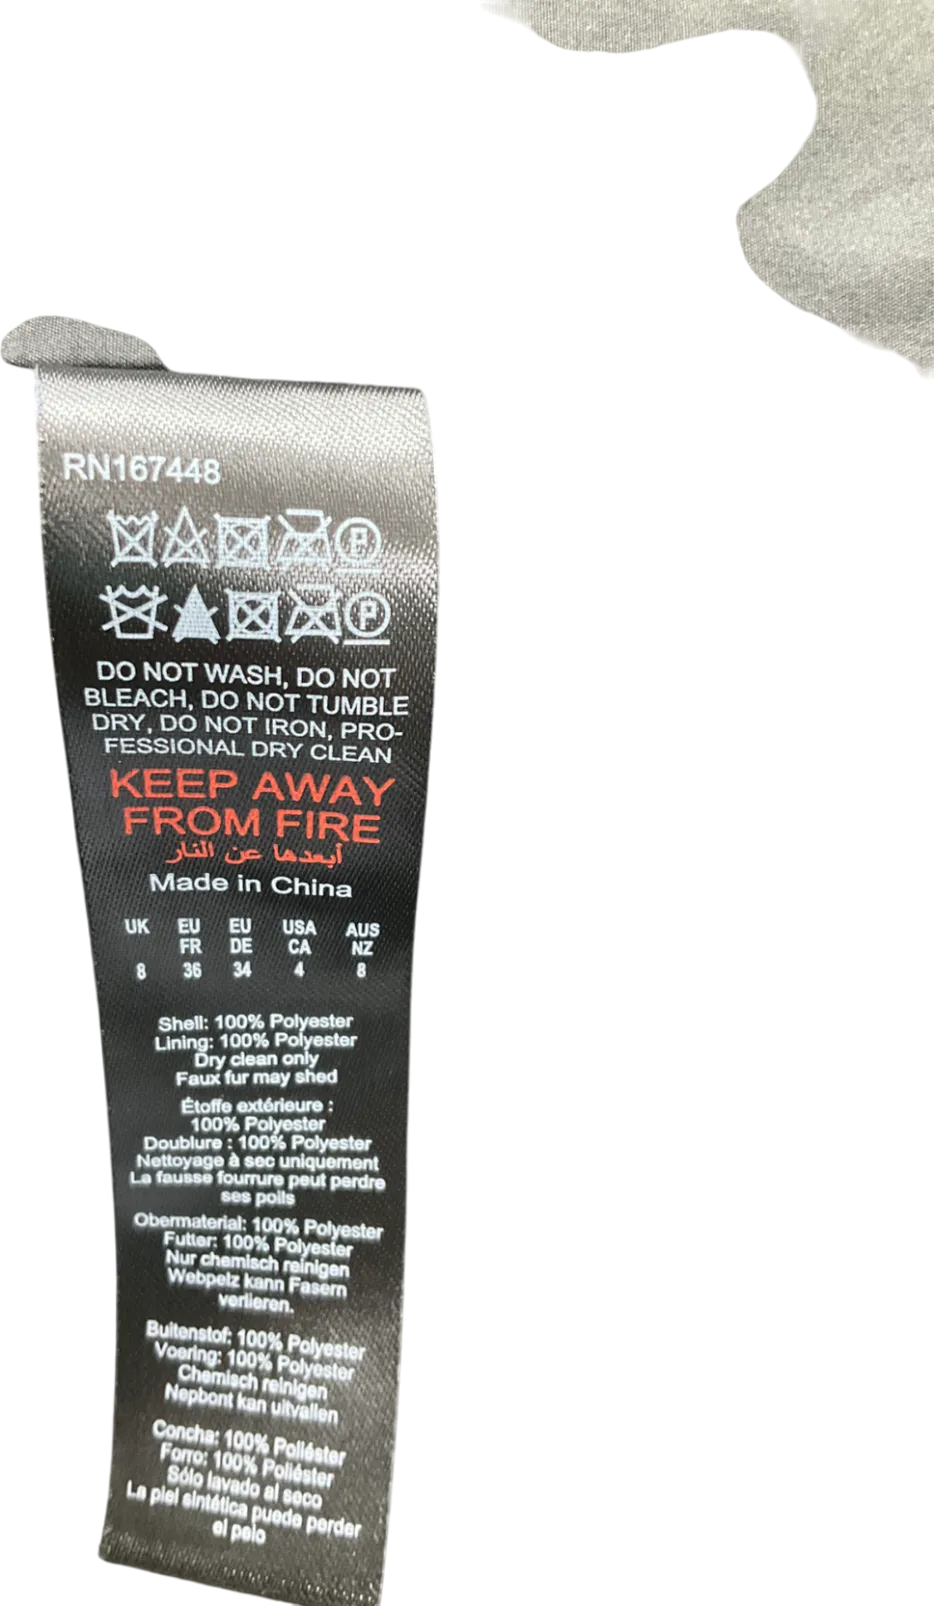 RN167448
DO NOT WASH, DO NOT
BLEACH, DO NOT TUMBLE
DRY, DO NOT IRON, PRO-
FESSIONAL DRY CLEAN
KEEP AWAY
FROM FIRE
أبعدها عن النار
Made in China
UK EU EU USA AUS
FR DE CA NZ
8 36 34 4 8
Shell: 100% Polyester
Lining: 100% Polyester
Dry clean only
Faux fur may shed
Étoffe extérieure :
100% Polyester
Doublure : 100% Polyester
Nettoyage à sec uniquement
La fausse fourrure peut perdre
ses poils
Obermaterial: 100% Polyester
Futter: 100% Polyester
Nur chemisch reinigen
Webpelz kann Fasern
verlieren.
Buitenstof: 100% Polyester
Voering: 100% Polyester
Chemisch reinigen
Nepbont kan uitvallen
Concha: 100% Poliéster
Forro: 100% Poliéster
Sólo lavado al seco
La piel sintética puede perder
el pelo